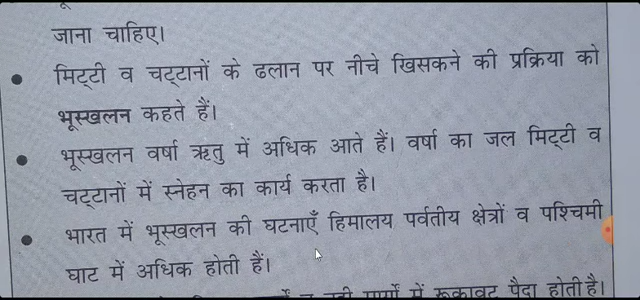 जाना चाहिए।
मिट्टी व चट्टानों के ढलान पर नीचे खिसकने की प्रक्रिया को
भूस्खलन कहते हैं।
भूस्खलन वर्षा ऋतु में अधिक आते हैं। वर्षा का जल मिट्टी व
चट्टानों में स्नेहन का कार्य करता है।
भारत में भूस्खलन की घटनाएँ हिमालय पर्वतीय क्षेत्रों व पश्चिमी
घाट में अधिक होती हैं।
मार्गों में रूकावट पैदा होती है।